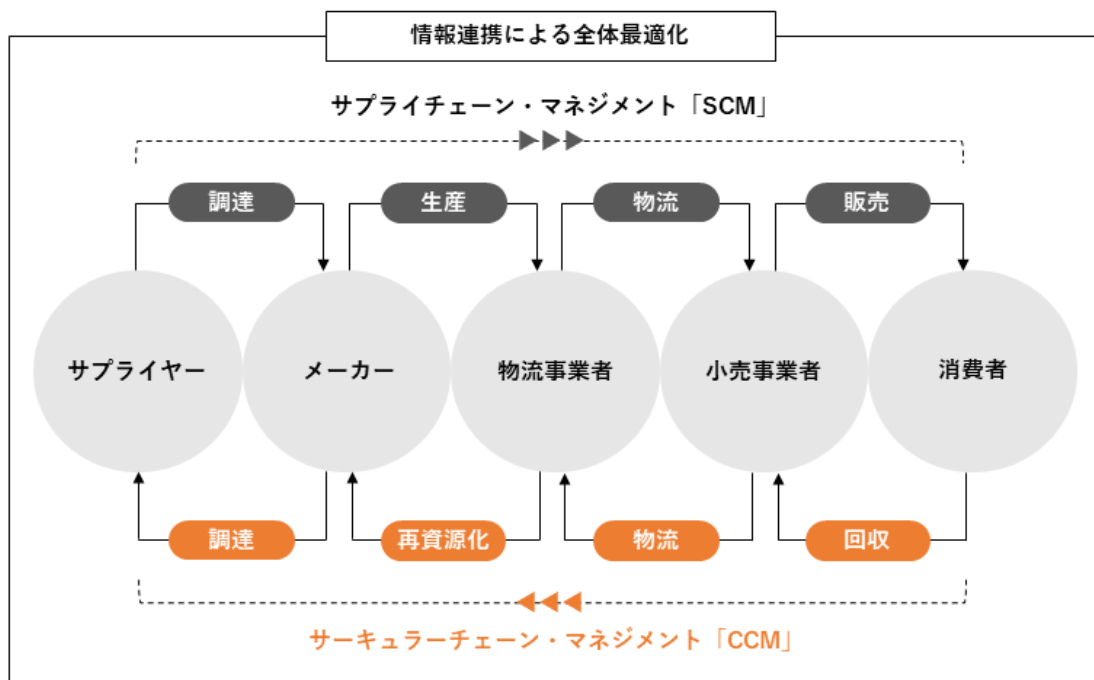 情報連携による全体最適化
サプライチェーン・マネジメント「SCM」
調達
生産
物流
販売
サプライヤー
メーカー
物流事業者
小売事業者
消費者
調達
再資源化
物流
回収
サーキュラーチェーン・マネジメント「CCM」